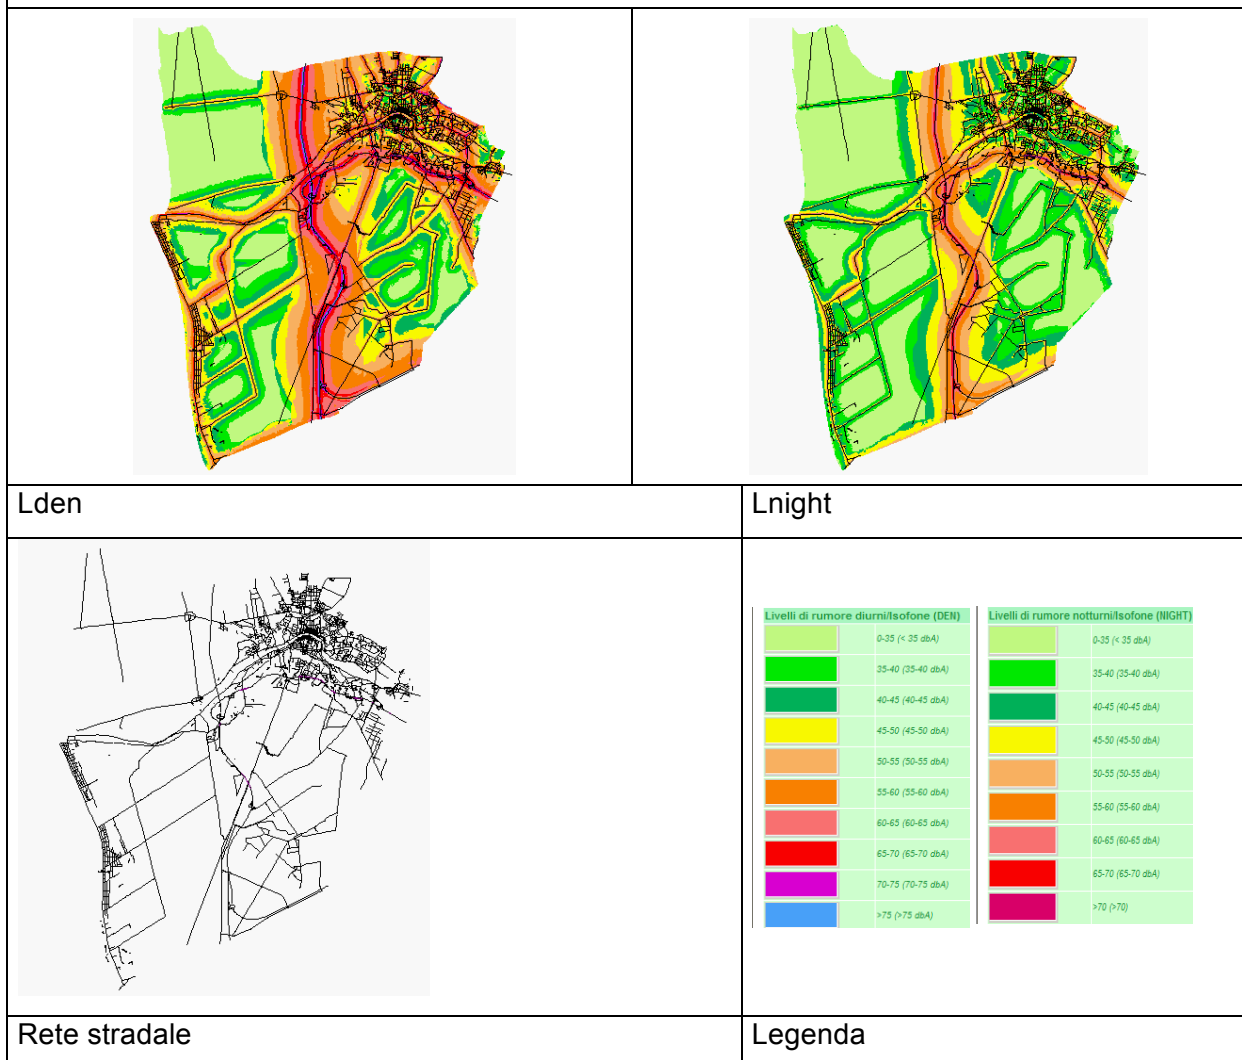 Lden
Lnight
Livelli di rumore diurni/Isofone (DEN)
0-35 (< 35 dbA)
35-40 (35-40 dbA)
40-45 (40-45 dbA)
45-50 (45-50 dbA)
50-55 (50-55 dbA)
55-60 (55-60 dbA)
60-65 (60-65 dbA)
65-70 (65-70 dbA)
70-75 (70-75 dbA)
>75 (>75 dbA)
Livelli di rumore notturni/Isofone (NIGHT)
0-35 (< 35 dbA)
35-40 (35-40 dbA)
40-45 (40-45 dbA)
45-50 (45-50 dbA)
50-55 (50-55 dbA)
55-60 (55-60 dbA)
60-65 (60-65 dbA)
65-70 (65-70 dbA)
>70 (>70)
Rete stradale
Legenda